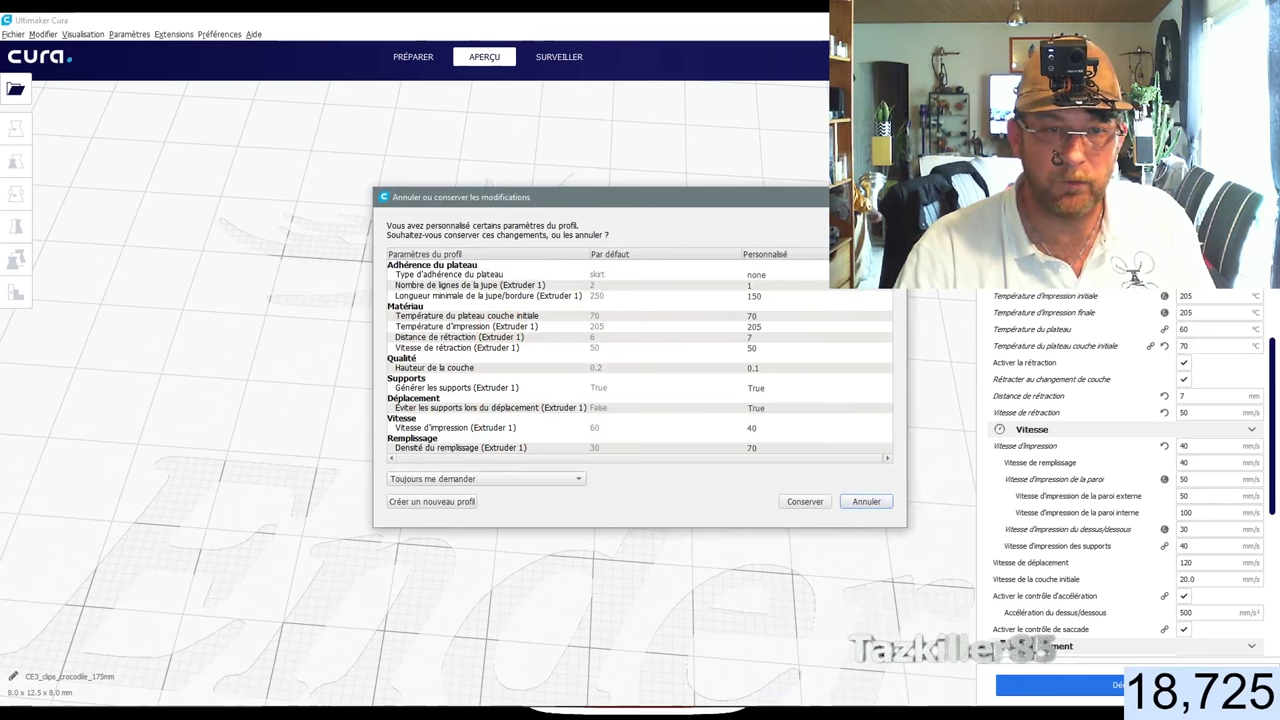 Ultimaker Cura
Fichier Modifier Visualisation Paramètres Extensions Préférences Aide
cura.
PRÉPARER APERÇU SURVEILLER
Annuler ou conserver les modifications
Vous avez personnalisé certains paramètres du profil.
Souhaitez-vous conserver ces changements, ou les annuler ?
Paramètres du profil Par défaut Personnalisé
Adhérence du plateau
Type d'adhérence du plateau skirt none
Nombre de lignes de la jupe (Extruder 1) 2 1
Longueur minimale de la jupe/bordure (Extruder 1) 250 150
Matériau
Température du plateau couche initiale 70 70
Température d'impression (Extruder 1) 205 205
Distance de rétraction (Extruder 1) 6 7
Vitesse de rétraction (Extruder 1) 50 50
Qualité
Hauteur de la couche 0.2 0.1
Supports
Générer les supports (Extruder 1) True True
Déplacement
Éviter les supports lors du déplacement (Extruder 1) False True
Vitesse
Vitesse d'impression (Extruder 1) 60 40
Remplissage
Densité du remplissage (Extruder 1) 30 70
Toujours me demander
Créer un nouveau profil Conserver Annuler
Température d'impression initiale 205 °C
Température d'impression finale 205 °C
Température du plateau 60 °C
Température du plateau couche initiale 70 °C
Activer la rétraction
Rétracter au changement de couche
Distance de rétraction 7 mm
Vitesse de rétraction 50 mm/s
Vitesse
Vitesse d'impression 40 mm/s
Vitesse de remplissage 40 mm/s
Vitesse d'impression de la paroi 50 mm/s
Vitesse d'impression de la paroi externe 50 mm/s
Vitesse d'impression de la paroi interne 100 mm/s
Vitesse d'impression du dessus/dessous 30 mm/s
Vitesse d'impression des supports 40 mm/s
Vitesse de déplacement 120 mm/s
Vitesse de la couche initiale 20.0 mm/s
Activer le contrôle d'accélération
Accélération du dessus/dessous 500 mm/s²
Activer le contrôle de saccade
Tazkiller85
CE3_clips_crocodile_175mm
8.0 x 12.5 x 8.0 mm
18,725